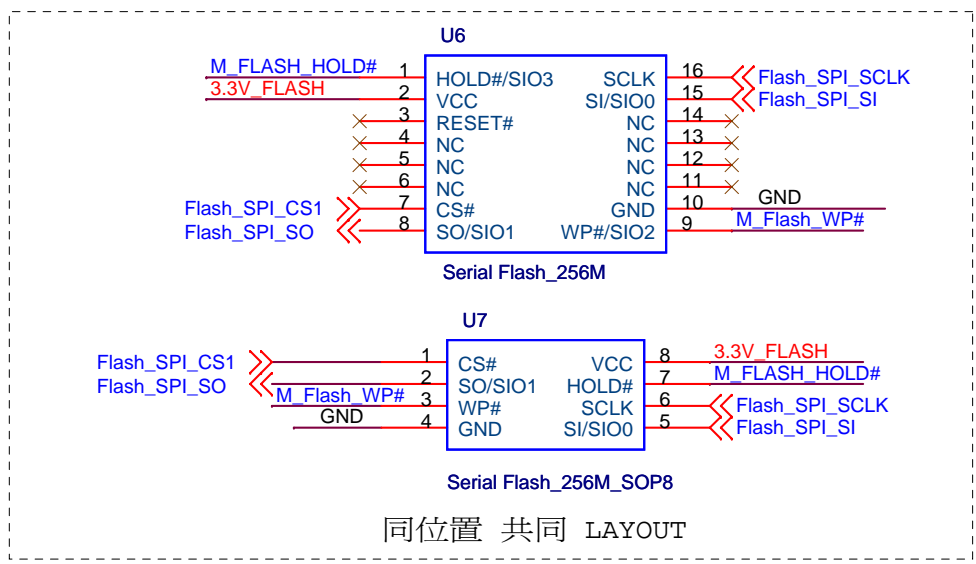 U6
M_FLASH_HOLD# 1 HOLD#/SIO3 SCLK 16 Flash_SPI_SCLK
3.3V_FLASH 2 VCC SI/SIO0 15 Flash_SPI_SI
3 RESET# NC 14
4 NC NC 13
5 NC NC 12
6 NC NC 11
Flash_SPI_CS1 7 CS# GND 10 GND
Flash_SPI_SO 8 SO/SIO1 WP#/SIO2 9 M_Flash_WP#
Serial Flash_256M
U7
Flash_SPI_CS1 1 CS# VCC 8 3.3V_FLASH
Flash_SPI_SO 2 SO/SIO1 HOLD# 7 M_FLASH_HOLD#
M_Flash_WP# 3 WP# SCLK 6 Flash_SPI_SCLK
GND 4 GND SI/SIO0 5 Flash_SPI_SI
Serial Flash_256M_SOP8
同位置 共同 LAYOUT